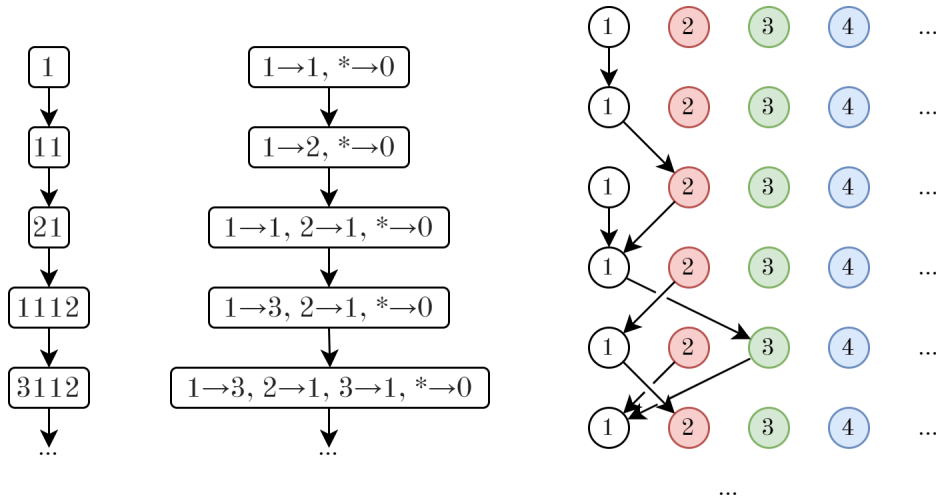 1
11
21
1112
3112
...
1→1, *→0
1→2, *→0
1→1, 2→1, *→0
1→3, 2→1, *→0
1→3, 2→1, 3→1, *→0
...
1 2 3 4 ...
1 2 3 4 ...
1 2 3 4 ...
1 2 3 4 ...
1 2 3 4 ...
1 2 3 4 ...
...